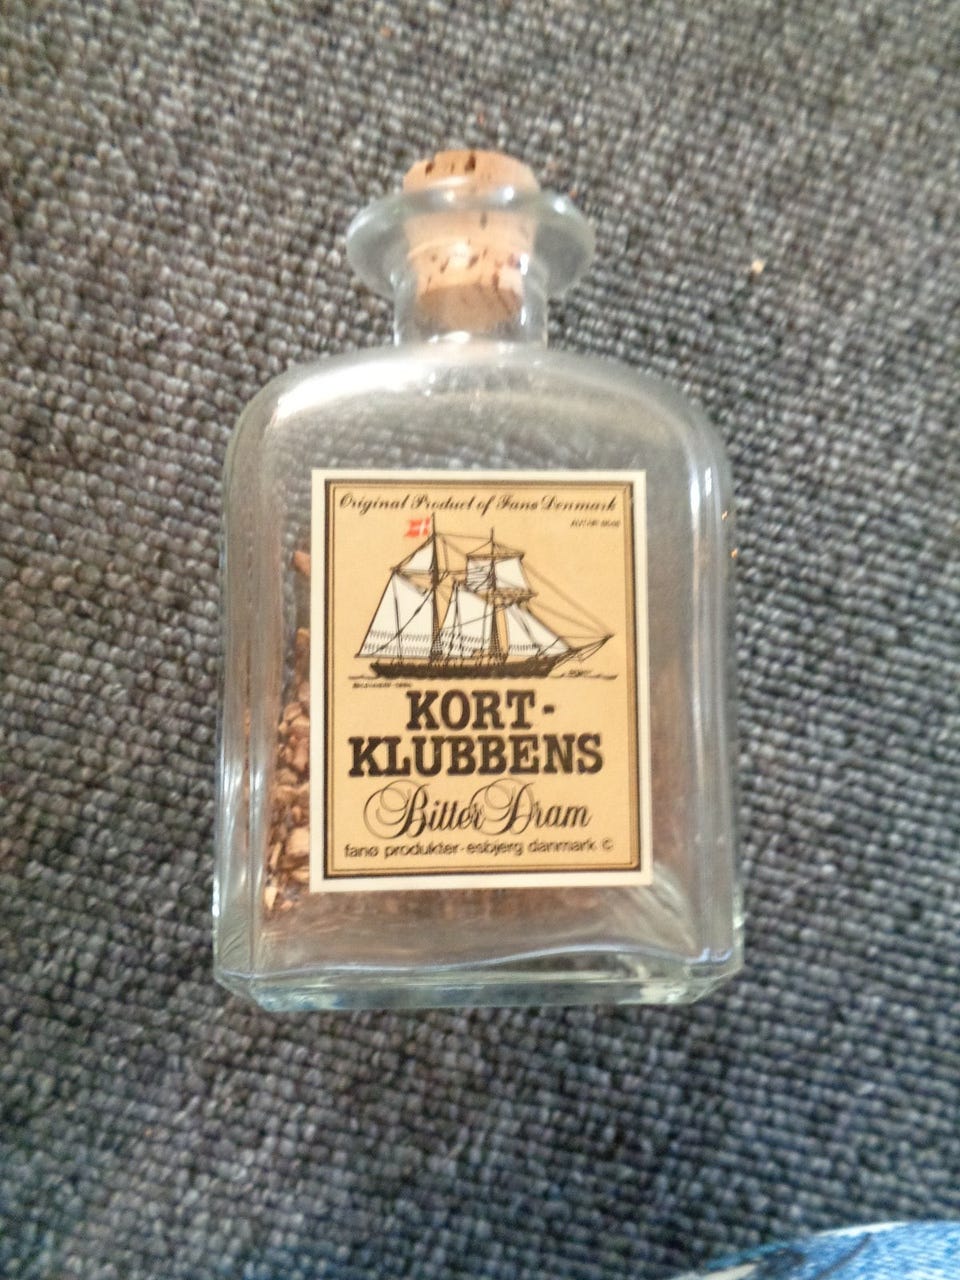 Original Product of Fanø Denmark
KORT-
KLUBBENS
Bitter Dram
fanø produkter-esbjerg danmark ©